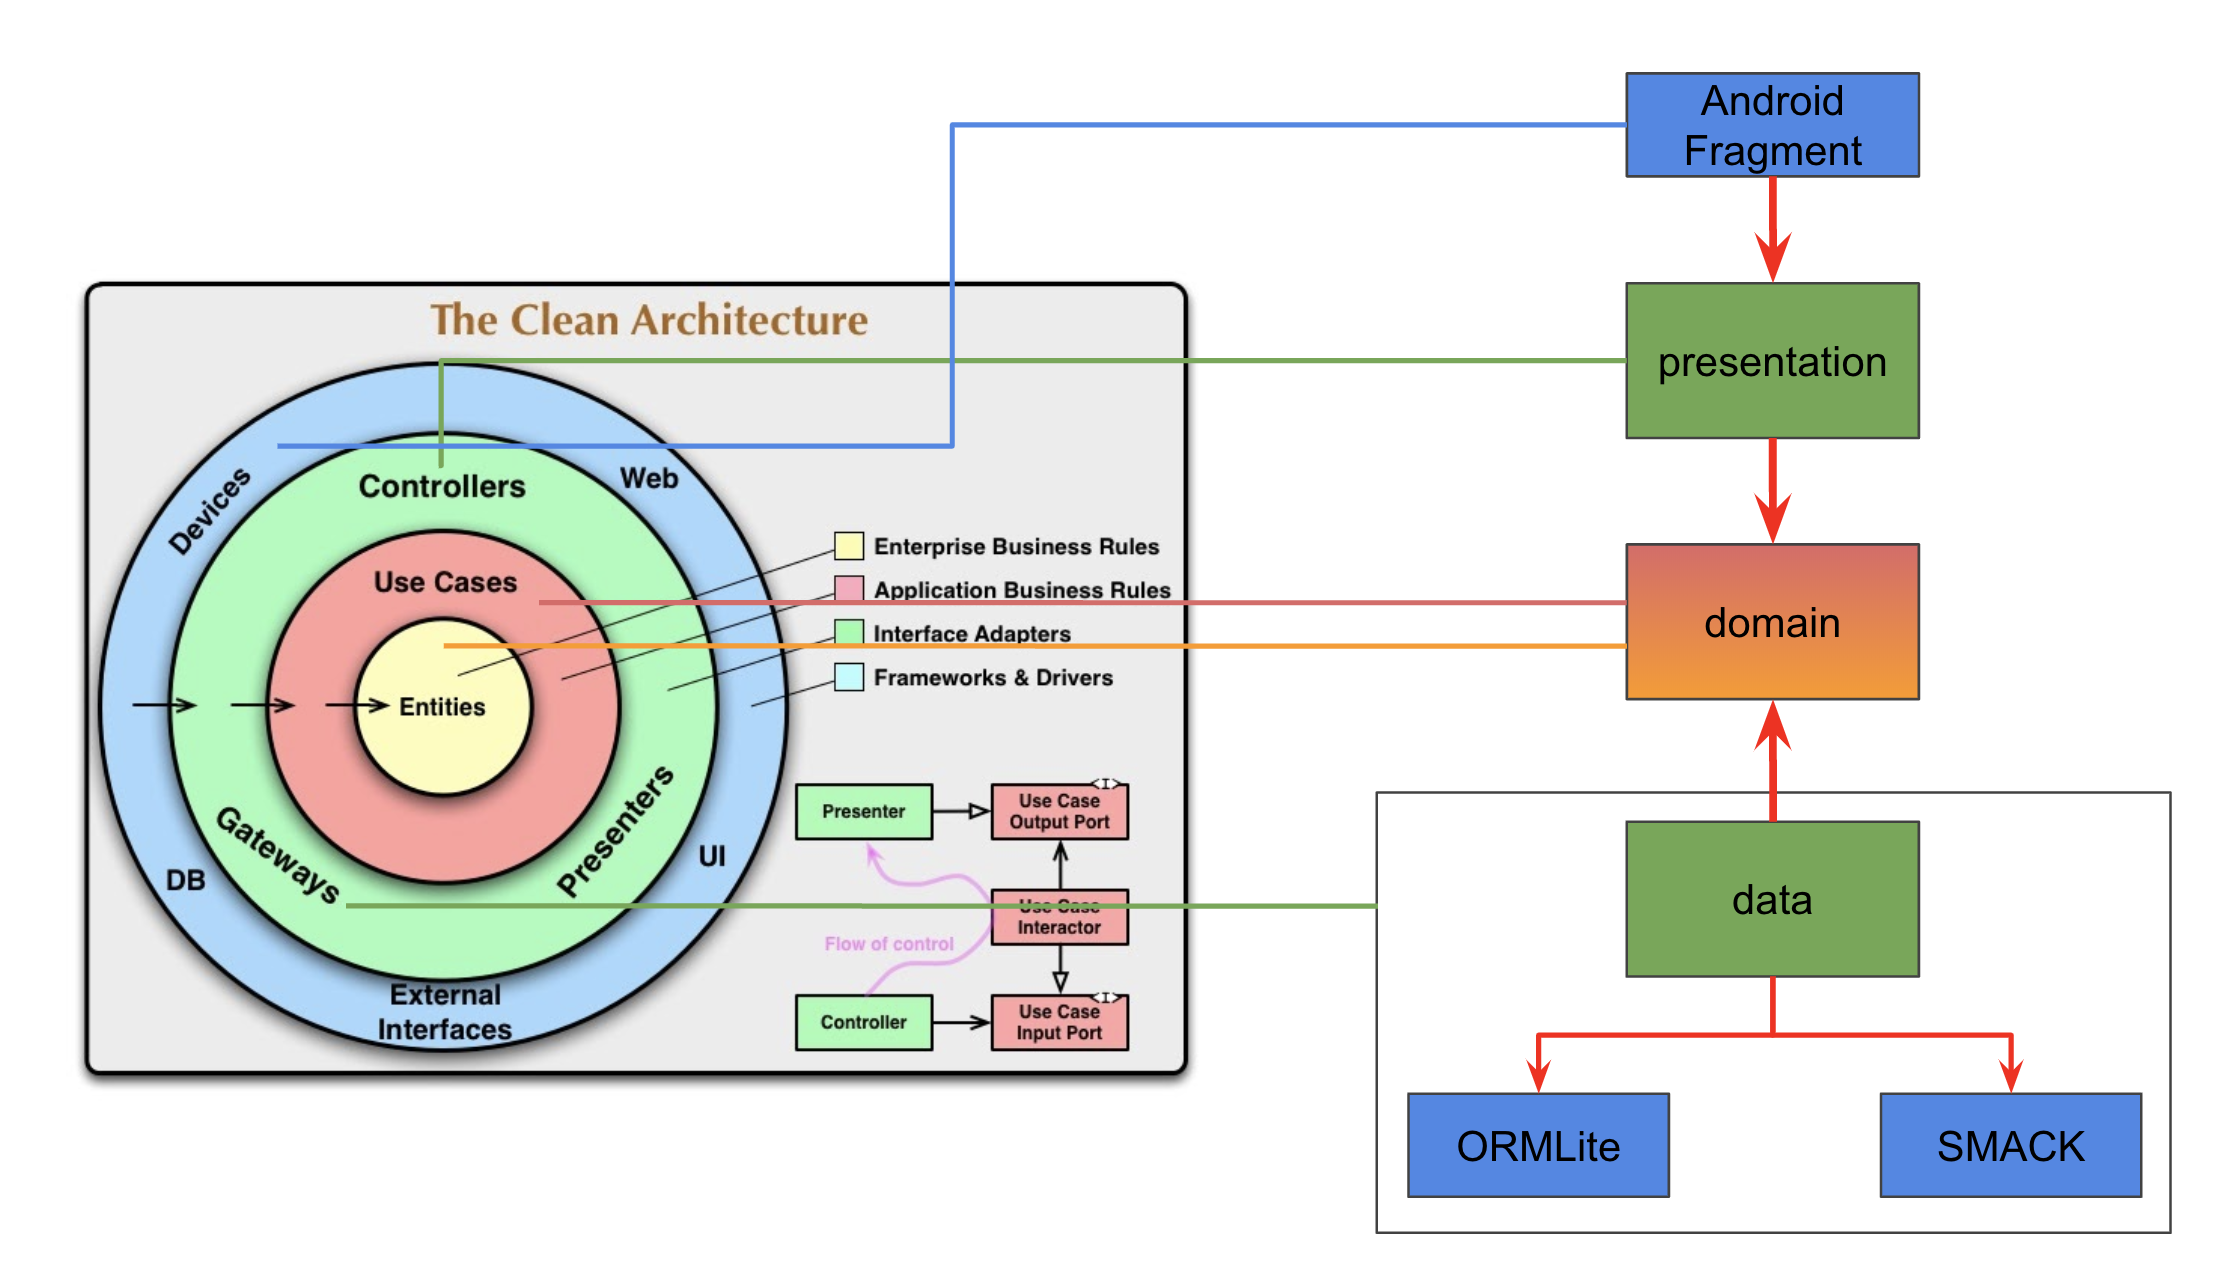 Android
Fragment
The Clean Architecture
presentation
Controllers
Devices
Web
Use Cases
Entities
Gateways
Presenters
DB
UI
External
Interfaces
Enterprise Business Rules
Application Business Rules
Interface Adapters
Frameworks & Drivers
domain
Presenter
<I>
Use Case
Output Port
Use Case
Interactor
Flow of control
Controller
<I>
Use Case
Input Port
data
ORMLite
SMACK